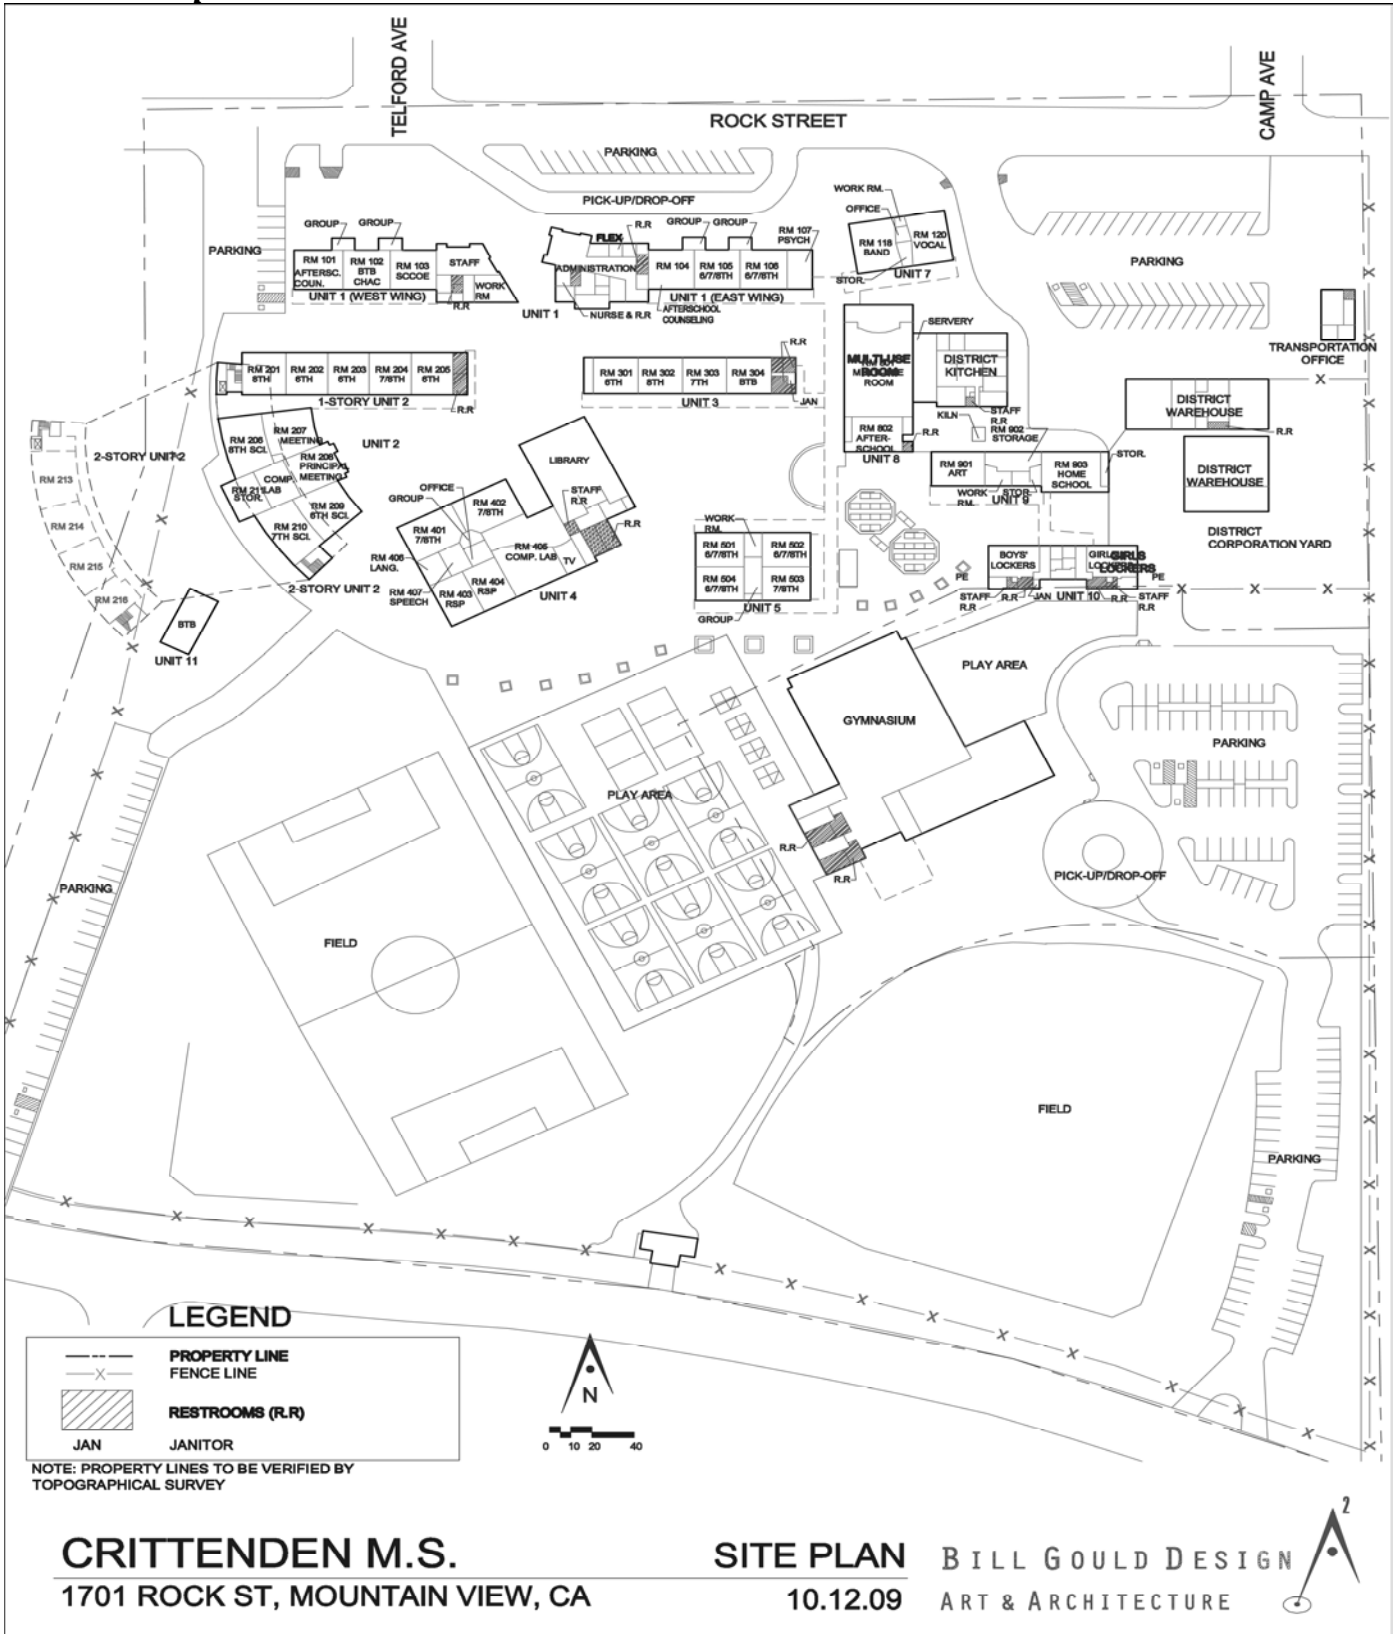 TELFORD AVE
CAMP AVE
ROCK STREET
PARKING
PICK-UP/DROP-OFF
PARKING
GROUP
GROUP
RM 101
AFTERSC.
COUN.
RM 102
BTB
CHAC
RM 103
SCCOE
STAFF
WORK
RM
R.R
UNIT 1 (WEST WING)
UNIT 1
FLEX
ADMINISTRATION
NURSE & R.R
R.R
GROUP
GROUP
RM 104
RM 105
6/7/8TH
RM 106
6/7/8TH
RM 107
PSYCH
UNIT 1 (EAST WING)
AFTERSCHOOL
COUNSELING
WORK RM.
OFFICE
RM 118
BAND
RM 120
VOCAL
STOR.
UNIT 7
PARKING
TRANSPORTATION
OFFICE
RM 201
8TH
RM 202
6TH
RM 203
6TH
RM 204
7/8TH
RM 205
6TH
R.R
1-STORY UNIT 2
RM 301
6TH
RM 302
8TH
RM 303
7TH
RM 304
BTB
R.R
JAN
UNIT 3
SERVERY
MULTI-USE
ROOM
DISTRICT
KITCHEN
STAFF
R.R
KILN
RM 802
AFTER-
SCHOOL
R.R
UNIT 8
RM 902
STORAGE
DISTRICT
WAREHOUSE
R.R
DISTRICT
WAREHOUSE
DISTRICT
CORPORATION YARD
RM 901
ART
WORK
RM.
STOR.
RM 903
HOME
SCHOOL
STOR.
UNIT 9
2-STORY UNIT 2
RM 213
RM 214
RM 215
RM 216
RM 206
8TH SCI.
RM 207
MEETING
RM 208
PRINCIPAL
MEETING
COMP.
LAB
RM 211
STOR.
RM 209
6TH SCI.
RM 210
7TH SCI.
UNIT 2
2-STORY UNIT 2
BTB
UNIT 11
LIBRARY
OFFICE
GROUP
RM 401
7/8TH
RM 402
7/8TH
STAFF
R.R
R.R
RM 406
LANG.
RM 405
COMP. LAB
TV
RM 407
SPEECH
RM 403
RSP
RM 404
RSP
UNIT 4
WORK
RM.
RM 501
6/7/8TH
RM 502
6/7/8TH
RM 504
6/7/8TH
RM 503
7/8TH
UNIT 5
GROUP
BOYS'
LOCKERS
GIRLS
LOCKERS
PE
PE
STAFF
R.R
R.R
JAN
UNIT 10
R.R
STAFF
R.R
PLAY AREA
GYMNASIUM
PLAY AREA
R.R
R.R
PARKING
PICK-UP/DROP-OFF
PARKING
FIELD
FIELD
PARKING
LEGEND
PROPERTY LINE
FENCE LINE
RESTROOMS (R.R)
JAN JANITOR
NOTE: PROPERTY LINES TO BE VERIFIED BY
TOPOGRAPHICAL SURVEY
N
0 10 20 40
CRITTENDEN M.S.
1701 ROCK ST, MOUNTAIN VIEW, CA
SITE PLAN
10.12.09
BILL GOULD DESIGN
ART & ARCHITECTURE
2